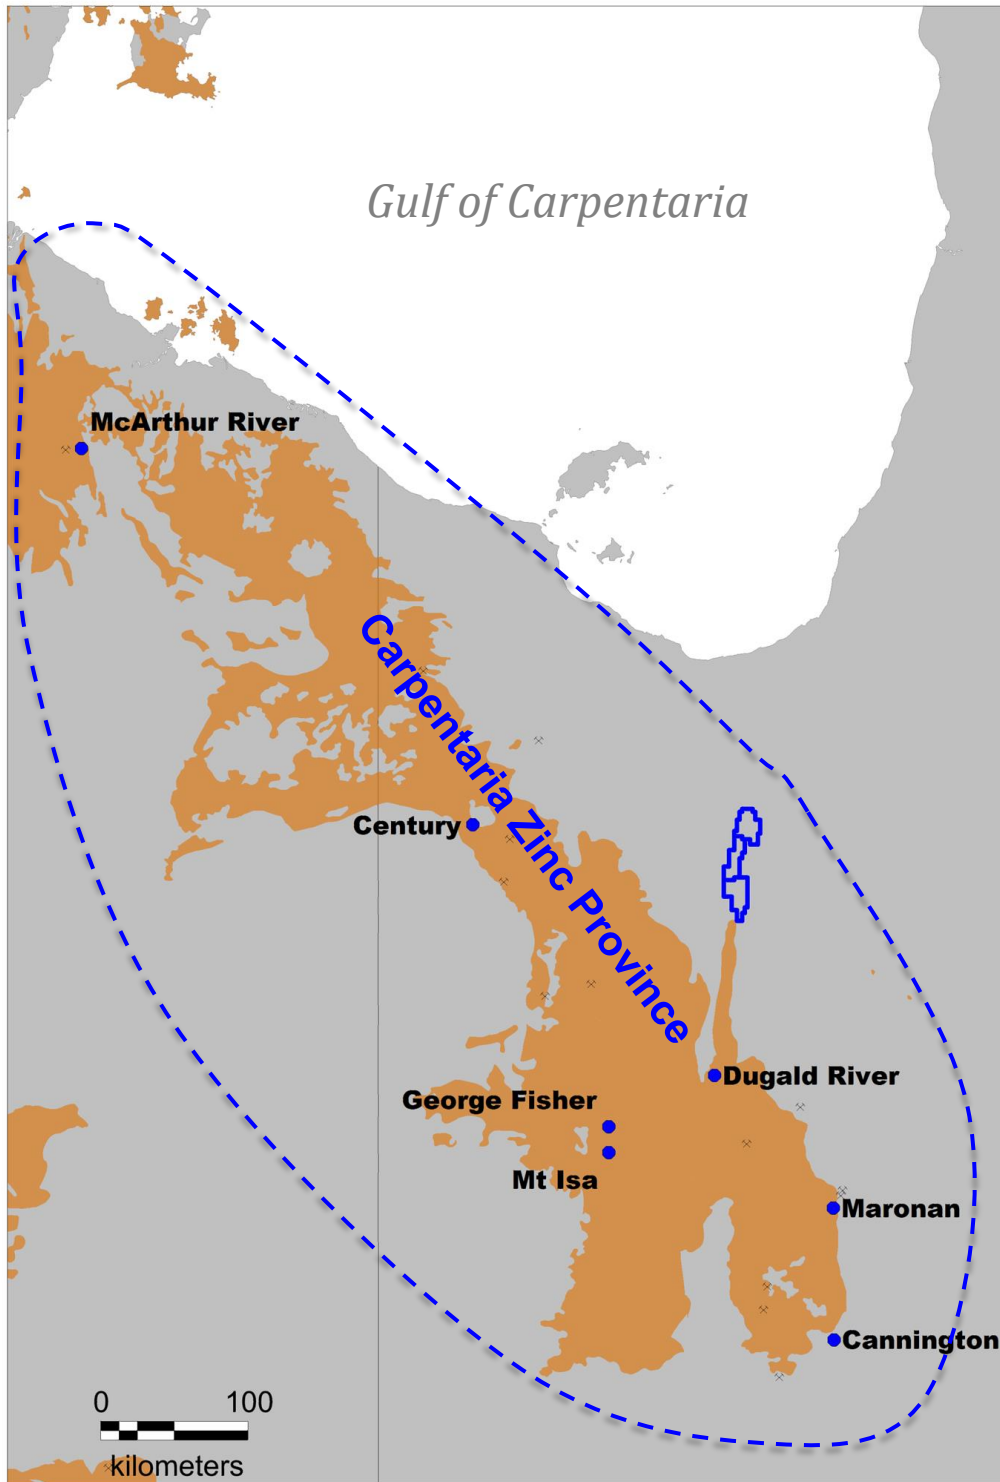 Gulf of Carpentaria
McArthur River
Carpentaria Zinc Province
Century
Dugald River
George Fisher
Mt Isa
Maronan
Cannington
0 100
kilometers